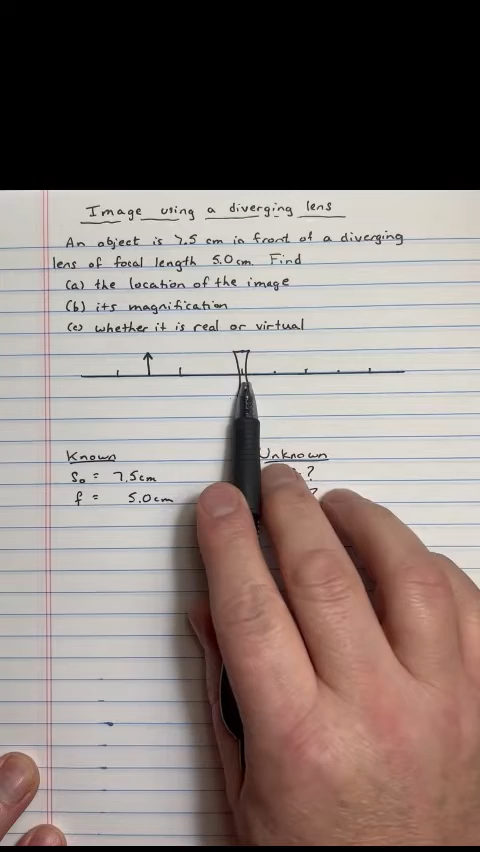 Image using a diverging lens
An object is 7.5 cm in front of a diverging
lens of focal length 5.0 cm. Find
(a) the location of the image
(b) its magnification
(c) whether it is real or virtual
Known
Unknown
So = 7.5cm
?
f = 5.0cm
?